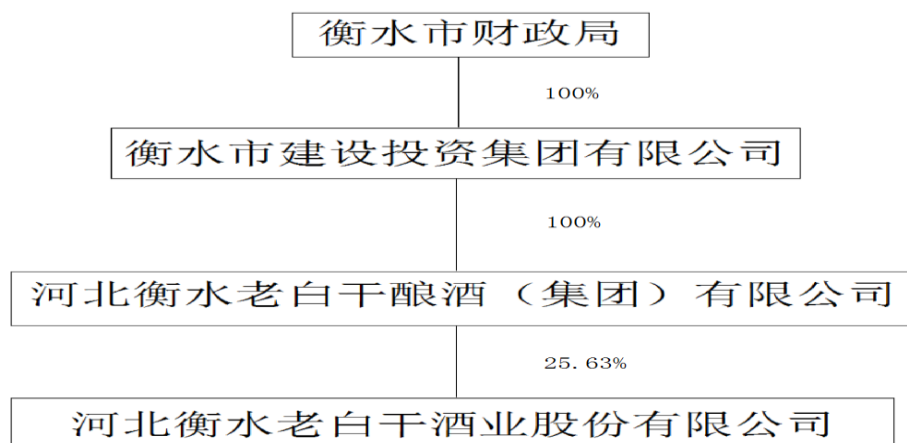 衡水市财政局
100%
衡水市建设投资集团有限公司
100%
河北衡水老白干酿酒（集团）有限公司
25.63%
河北衡水老白干酒业股份有限公司